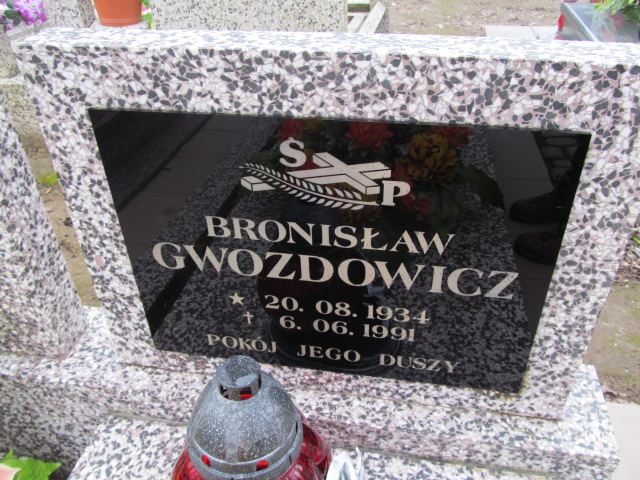 S P
BRONISŁAW
GWOZDOWICZ
* 20. 08. 1934
† 6. 06. 1991
POKÓJ JEGO DUSZY